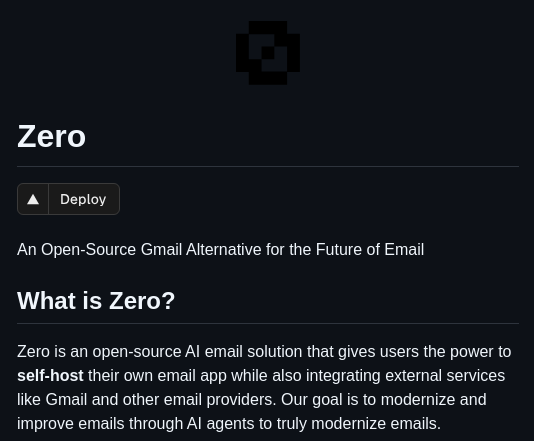 Zero
Deploy
An Open-Source Gmail Alternative for the Future of Email
What is Zero?
Zero is an open-source AI email solution that gives users the power to
self-host their own email app while also integrating external services
like Gmail and other email providers. Our goal is to modernize and
improve emails through AI agents to truly modernize emails.